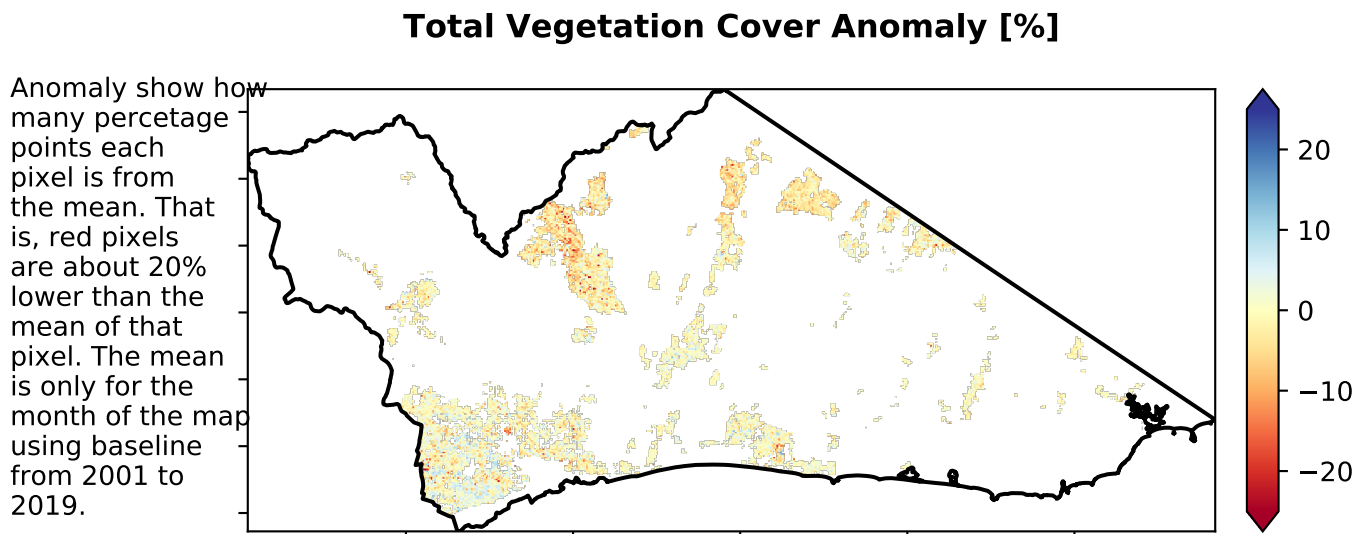 Total Vegetation Cover Anomaly [%]
Anomaly show how
many percetage
points each
pixel is from
the mean. That
is, red pixels
are about 20%
lower than the
mean of that
pixel. The mean
is only for the
month of the map
using baseline
from 2001 to
2019.
20
10
0
−10
−20